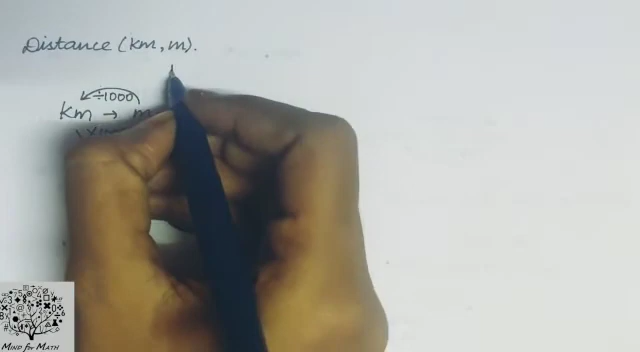 Distance (km, m).
÷1000
km → m
MIND for MATH